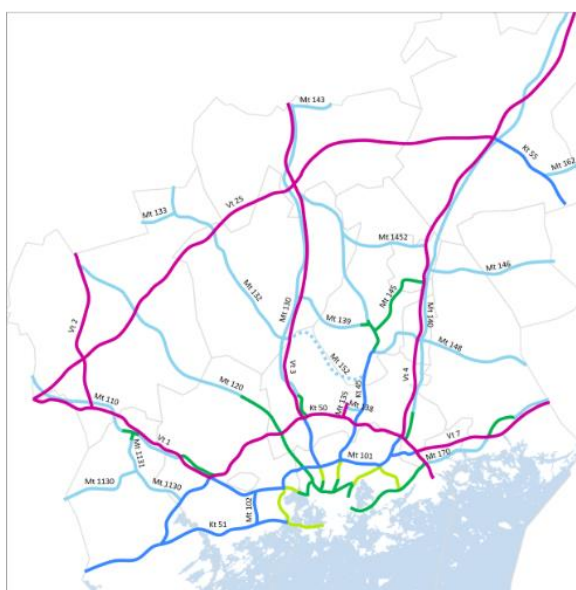 Mt 143
Kt 55
Mt 162
Vt 25
Mt 133
Mt 1452
Mt 146
Mt 132
Mt 130
Mt 145
Vt 2
Mt 139
Mt 140
Mt 152
Mt 148
Vt 3
Kt 45
Vt 4
Mt 120
Mt 110
Mt 135
Mt 138
Kt 50
Vt 1
Vt 7
Mt 1131
Mt 101
Mt 170
Mt 1130
Mt 1130
Mt 102
Kt 51